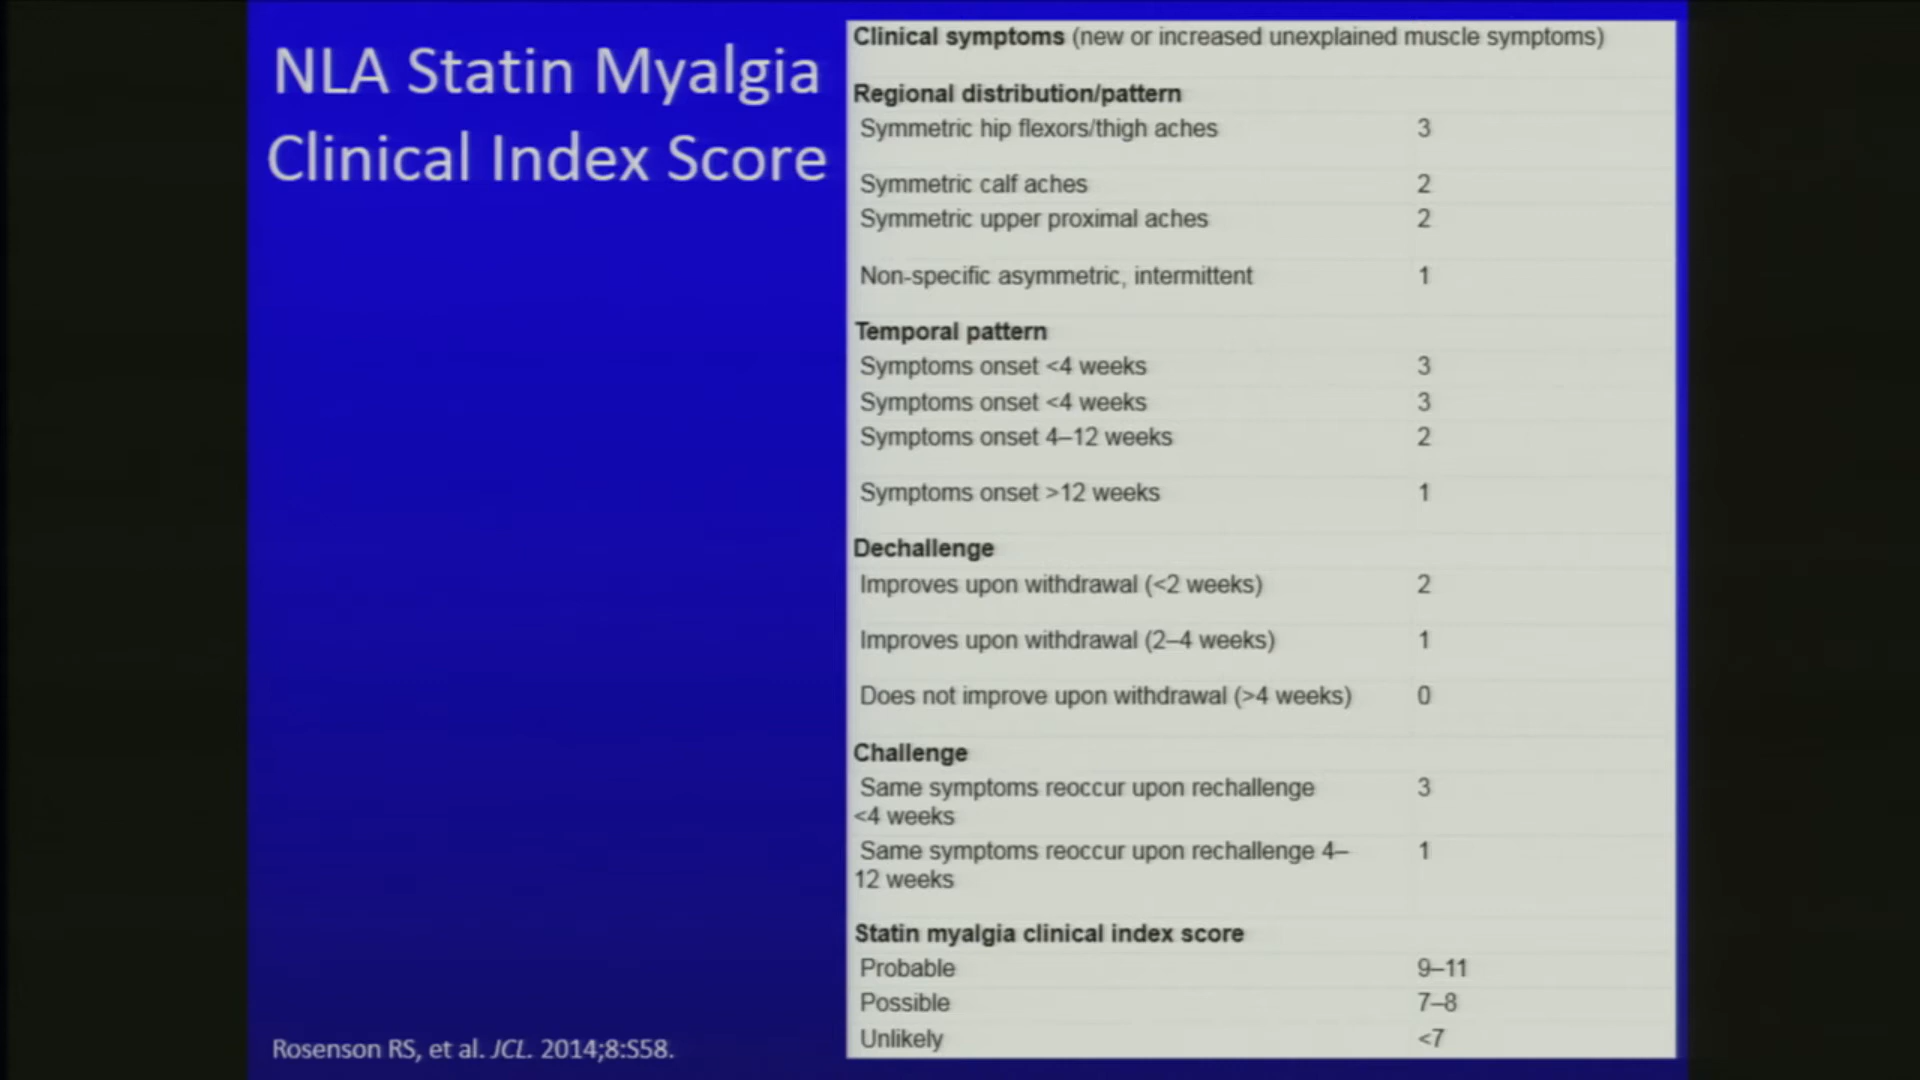 NLA Statin Myalgia
Clinical Index Score
Clinical symptoms (new or increased unexplained muscle symptoms)
Regional distribution/pattern
Symmetric hip flexors/thigh aches 3
Symmetric calf aches 2
Symmetric upper proximal aches 2
Non-specific asymmetric, intermittent 1
Temporal pattern
Symptoms onset <4 weeks 3
Symptoms onset <4 weeks 3
Symptoms onset 4–12 weeks 2
Symptoms onset >12 weeks 1
Dechallenge
Improves upon withdrawal (<2 weeks) 2
Improves upon withdrawal (2–4 weeks) 1
Does not improve upon withdrawal (>4 weeks) 0
Challenge
Same symptoms reoccur upon rechallenge 3
<4 weeks
Same symptoms reoccur upon rechallenge 4– 1
12 weeks
Statin myalgia clinical index score
Probable 9–11
Possible 7–8
Unlikely <7
Rosenson RS, et al. JCL. 2014;8:S58.